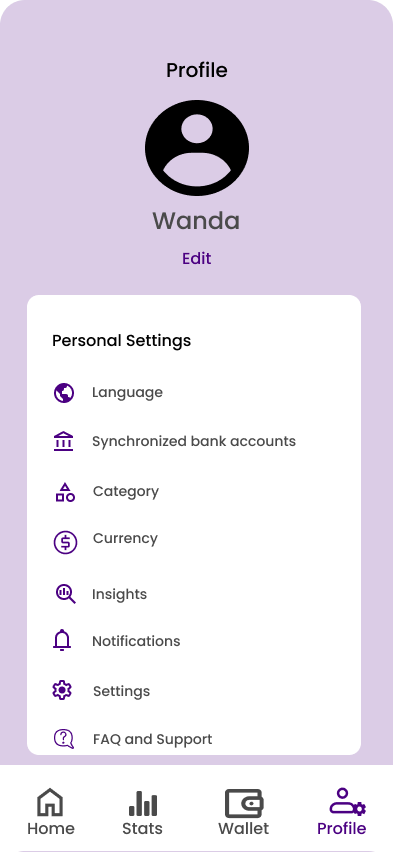 Profile
Wanda
Edit
Personal Settings
Language
Synchronized bank accounts
Category
Currency
Insights
Notifications
Settings
FAQ and Support
Home Stats Wallet Profile